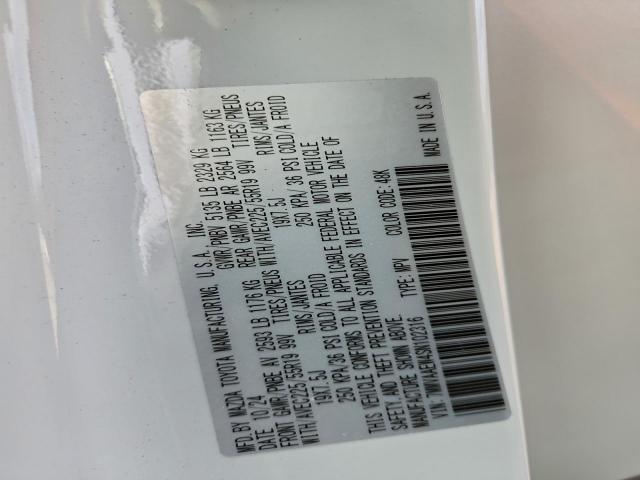 MFD. BY MAZDA TOYOTA MANUFACTURING, U.S.A., INC.
DATE 10/24 GVWR/PNBV 5135 LB 2329 KG
FRONT GAWR/PNBE AV 2593 LB 1176 KG REAR GAWR/PNBE AR 2564 LB 1163 KG
WITH/AVEC225/55R19 99V TIRES/PNEUS WITH/AVEC225/55R19 99V TIRES/PNEUS
19X7.5J RIMS/JANTES 19X7.5J RIMS/JANTES
250 KPA/36 PSI COLD/A FROID 250 KPA/ 36 PSI COLD/A FROID
THIS VEHICLE CONFORMS TO ALL APPLICABLE FEDERAL MOTOR VEHICLE
SAFETY AND THEFT PREVENTION STANDARDS IN EFFECT ON THE DATE OF
MANUFACTURE SHOWN ABOVE.
VIN: TYPE: MPV COLOR CODE: 48K
MADE IN U.S.A.